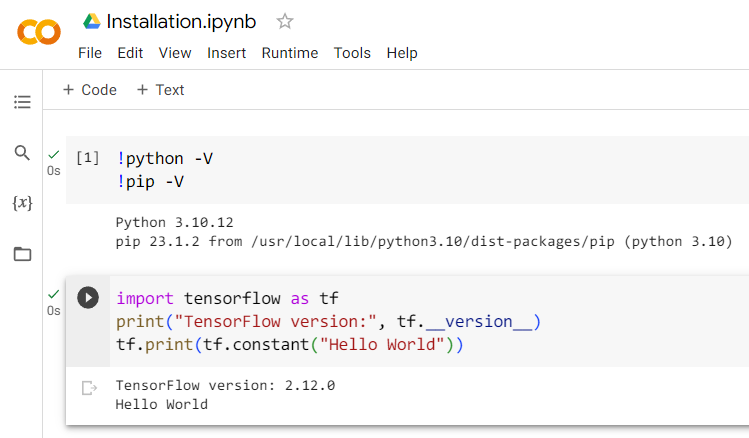 Installation.ipynb
File Edit View Insert Runtime Tools Help
+ Code + Text
[1] !python -V
0s !pip -V
Python 3.10.12
pip 23.1.2 from /usr/local/lib/python3.10/dist-packages/pip (python 3.10)
{x}
import tensorflow as tf
0s print("TensorFlow version:", tf.__version__)
tf.print(tf.constant("Hello World"))
TensorFlow version: 2.12.0
Hello World